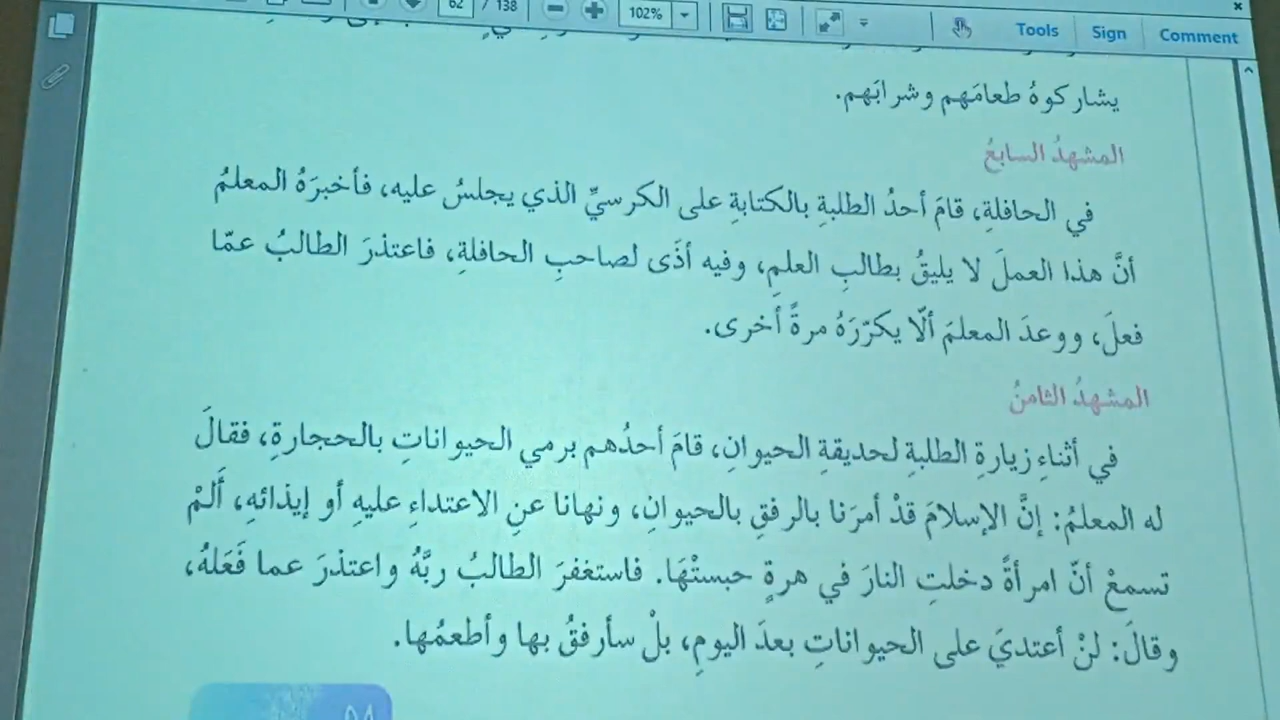 62 / 138
102%
Tools
Sign
Comment
يشاركوهُ طعامَهم وشرابَهم.
المشهدُ السابعُ
في الحافلةِ، قامَ أحدُ الطلبةِ بالكتابةِ على الكرسيِّ الذي يجلسُ عليه، فأخبرَهُ المعلمُ
أنَّ هذا العملَ لا يليقُ بطالبِ العلمِ، وفيه أذَى لصاحبِ الحافلةِ، فاعتذرَ الطالبُ عمّا
فعلَ، ووعدَ المعلمَ ألّا يكرّرَهُ مرةً أُخرى.
المشهدُ الثامنُ
في أثناءِ زيارةِ الطلبةِ لحديقةِ الحيوانِ، قامَ أحدُهم برمي الحيواناتِ بالحجارةِ، فقالَ
له المعلمُ: إنَّ الإسلامَ قدْ أمرَنا بالرفقِ بالحيوانِ، ونهانا عنِ الاعتداءِ عليهِ أو إيذائهِ، أَلمْ
تسمعْ أنّ امرأةً دخلتِ النارَ في هرةٍ حبستْهَا. فاستغفرَ الطالبُ ربَّهُ واعتذرَ عما فَعَلهُ،
وقالَ: لنْ أعتديَ على الحيواناتِ بعدَ اليومِ، بلْ سأرفقُ بها وأطعمُها.